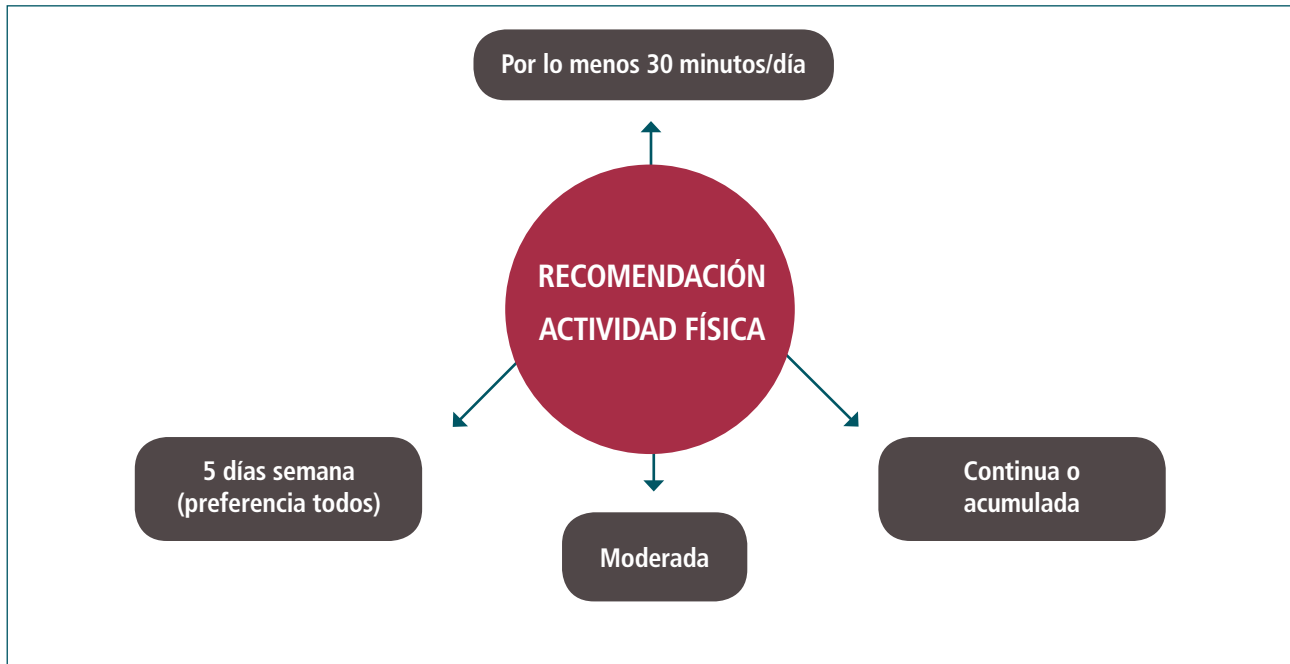 Por lo menos 30 minutos/día
RECOMENDACIÓN
ACTIVIDAD FÍSICA
5 días semana
(preferencia todos)
Moderada
Continua o
acumulada